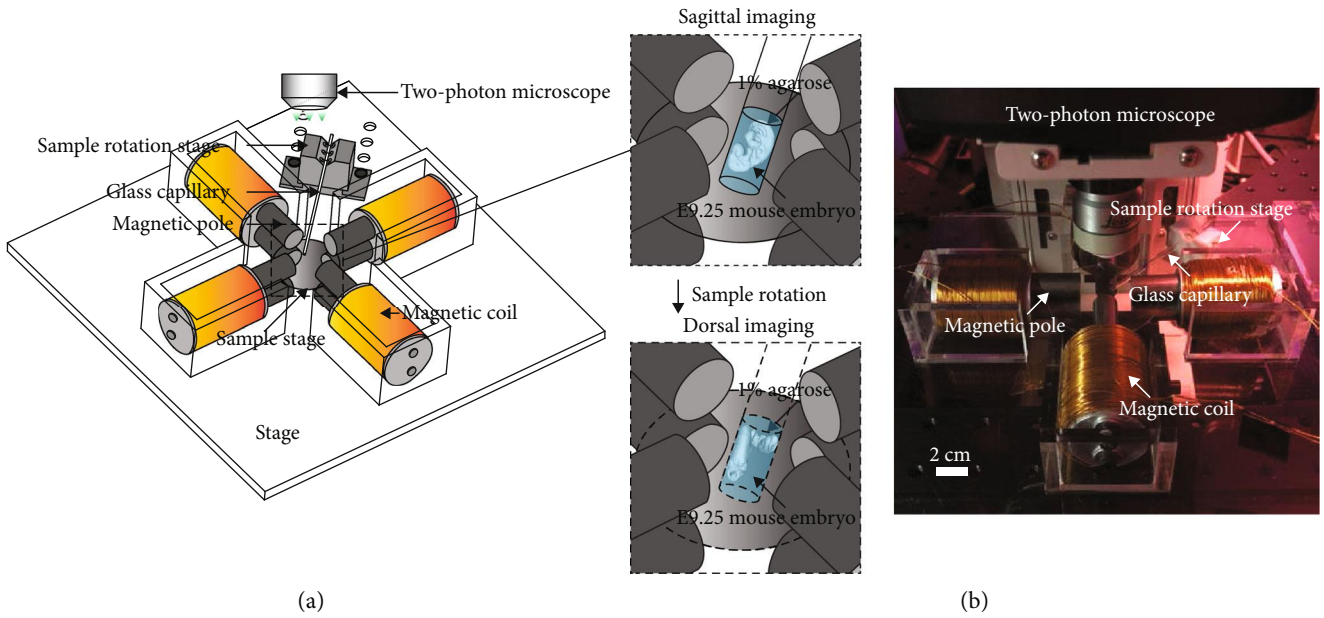 Two-photon microscope
Sample rotation stage
Glass capillary
Magnetic pole
Magnetic coil
Sample stage
Stage
(a)
Sagittal imaging
1% agarose
E9.25 mouse embryo
Sample rotation
Dorsal imaging
1% agarose
E9.25 mouse embryo
Two-photon microscope
Sample rotation stage
Glass capillary
Magnetic pole
Magnetic coil
2 cm
(b)